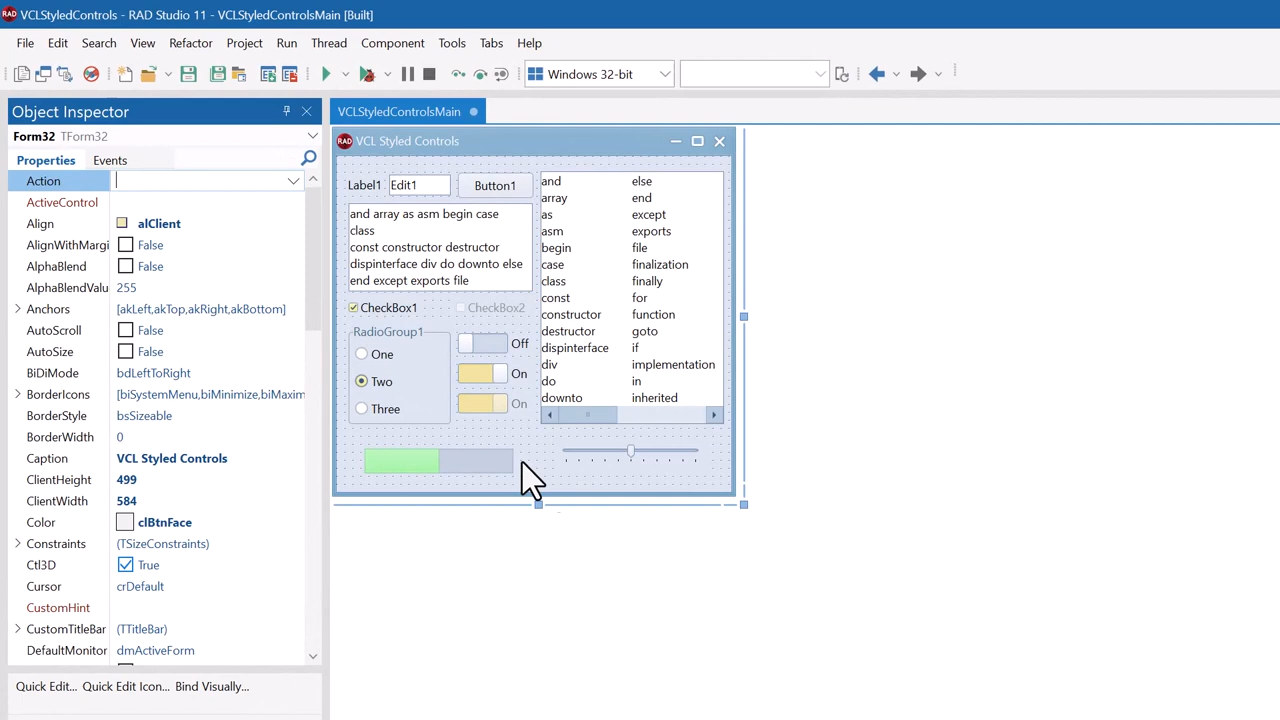 VCLStyledControls - RAD Studio 11 - VCLStyledControlsMain [Built]
File Edit Search View Refactor Project Run Thread Component Tools Tabs Help
Windows 32-bit
Object Inspector
Form32 TForm32
Properties Events
Action
ActiveControl
Align alClient
AlignWithMargi False
AlphaBlend False
AlphaBlendValu 255
Anchors [akLeft,akTop,akRight,akBottom]
AutoScroll False
AutoSize False
BiDiMode bdLeftToRight
BorderIcons [biSystemMenu,biMinimize,biMaxim
BorderStyle bsSizeable
BorderWidth 0
Caption VCL Styled Controls
ClientHeight 499
ClientWidth 584
Color clBtnFace
Constraints (TSizeConstraints)
Ctl3D True
Cursor crDefault
CustomHint
CustomTitleBar (TTitleBar)
DefaultMonitor dmActiveForm
Quick Edit... Quick Edit Icon... Bind Visually...
VCLStyledControlsMain
RAD VCL Styled Controls
Label1 Edit1 Button1
and array as asm begin case
class
const constructor destructor
dispinterface div do downto else
end except exports file
CheckBox1 CheckBox2
RadioGroup1
One
Two
Three
Off
On
On
and else
array end
as except
asm exports
begin file
case finalization
class finally
const for
constructor function
destructor goto
dispinterface if
div implementation
do in
downto inherited